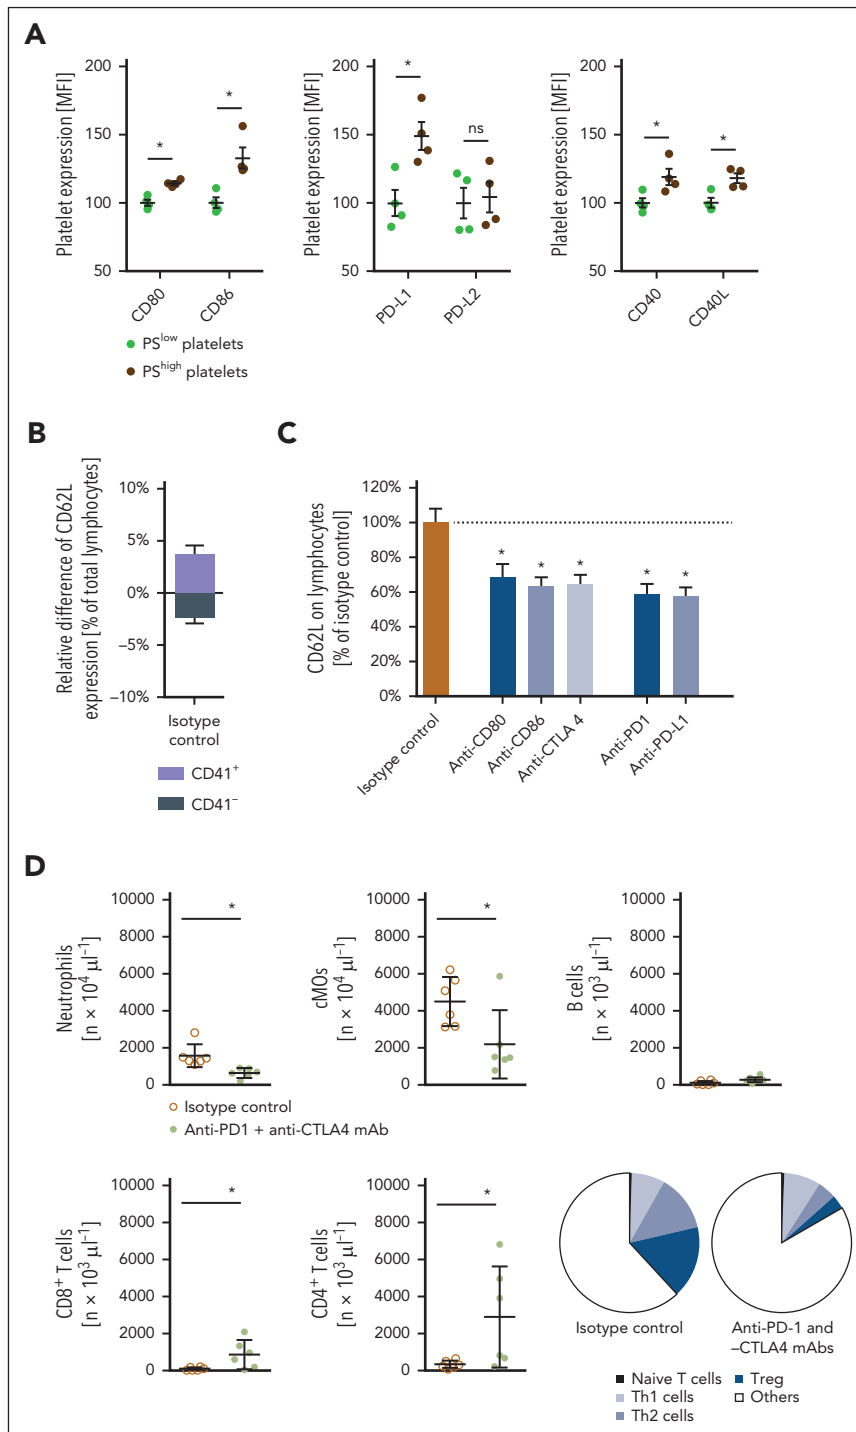 A
200
150
100
50
Platelet expression [MFI]
*
*
CD80
CD86
200
150
100
50
Platelet expression [MFI]
*
ns
PD-L1
PD-L2
200
150
100
50
Platelet expression [MFI]
*
*
CD40
CD40L
PSlow platelets
PShigh platelets
B
10%
5%
0%
–5%
–10%
Relative difference of CD62L
expression [% of total lymphocytes]
Isotype
control
CD41+
CD41–
C
120%
100%
80%
60%
40%
20%
0%
CD62L on lymphocytes
[% of isotype control]
*
*
*
*
*
Isotype control
Anti-CD80
Anti-CD86
Anti-CTLA 4
Anti-PD1
Anti-PD-L1
D
10000
8000
6000
4000
2000
0
Neutrophils
[n × 10⁴ µl⁻¹]
*
10000
8000
6000
4000
2000
0
cMOs
[n × 10⁴ µl⁻¹]
*
10000
8000
6000
4000
2000
0
B cells
[n × 10³ µl⁻¹]
Isotype control
Anti-PD1 + anti-CTLA4 mAb
10000
8000
6000
4000
2000
0
CD8+ T cells
[n × 10³ µl⁻¹]
*
10000
8000
6000
4000
2000
0
CD4+ T cells
[n × 10³ µl⁻¹]
*
Isotype control
Anti-PD-1 and
–CTLA4 mAbs
Naive T cells
Treg
Th1 cells
Others
Th2 cells